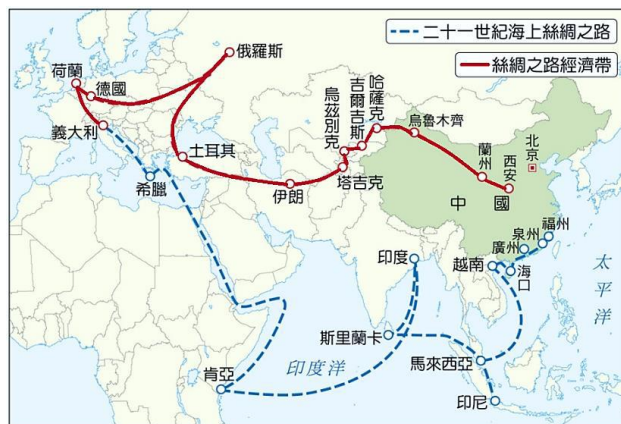 二十一世紀海上絲綢之路
絲綢之路經濟帶
俄羅斯
荷蘭
德國
義大利
希臘
土耳其
伊朗
烏茲別克
吉爾吉斯
哈薩克
塔吉克
烏魯木齊
蘭州
西安
北京
中國
福州
泉州
廣州
海口
越南
印度
斯里蘭卡
馬來西亞
印尼
肯亞
印度洋
太平洋